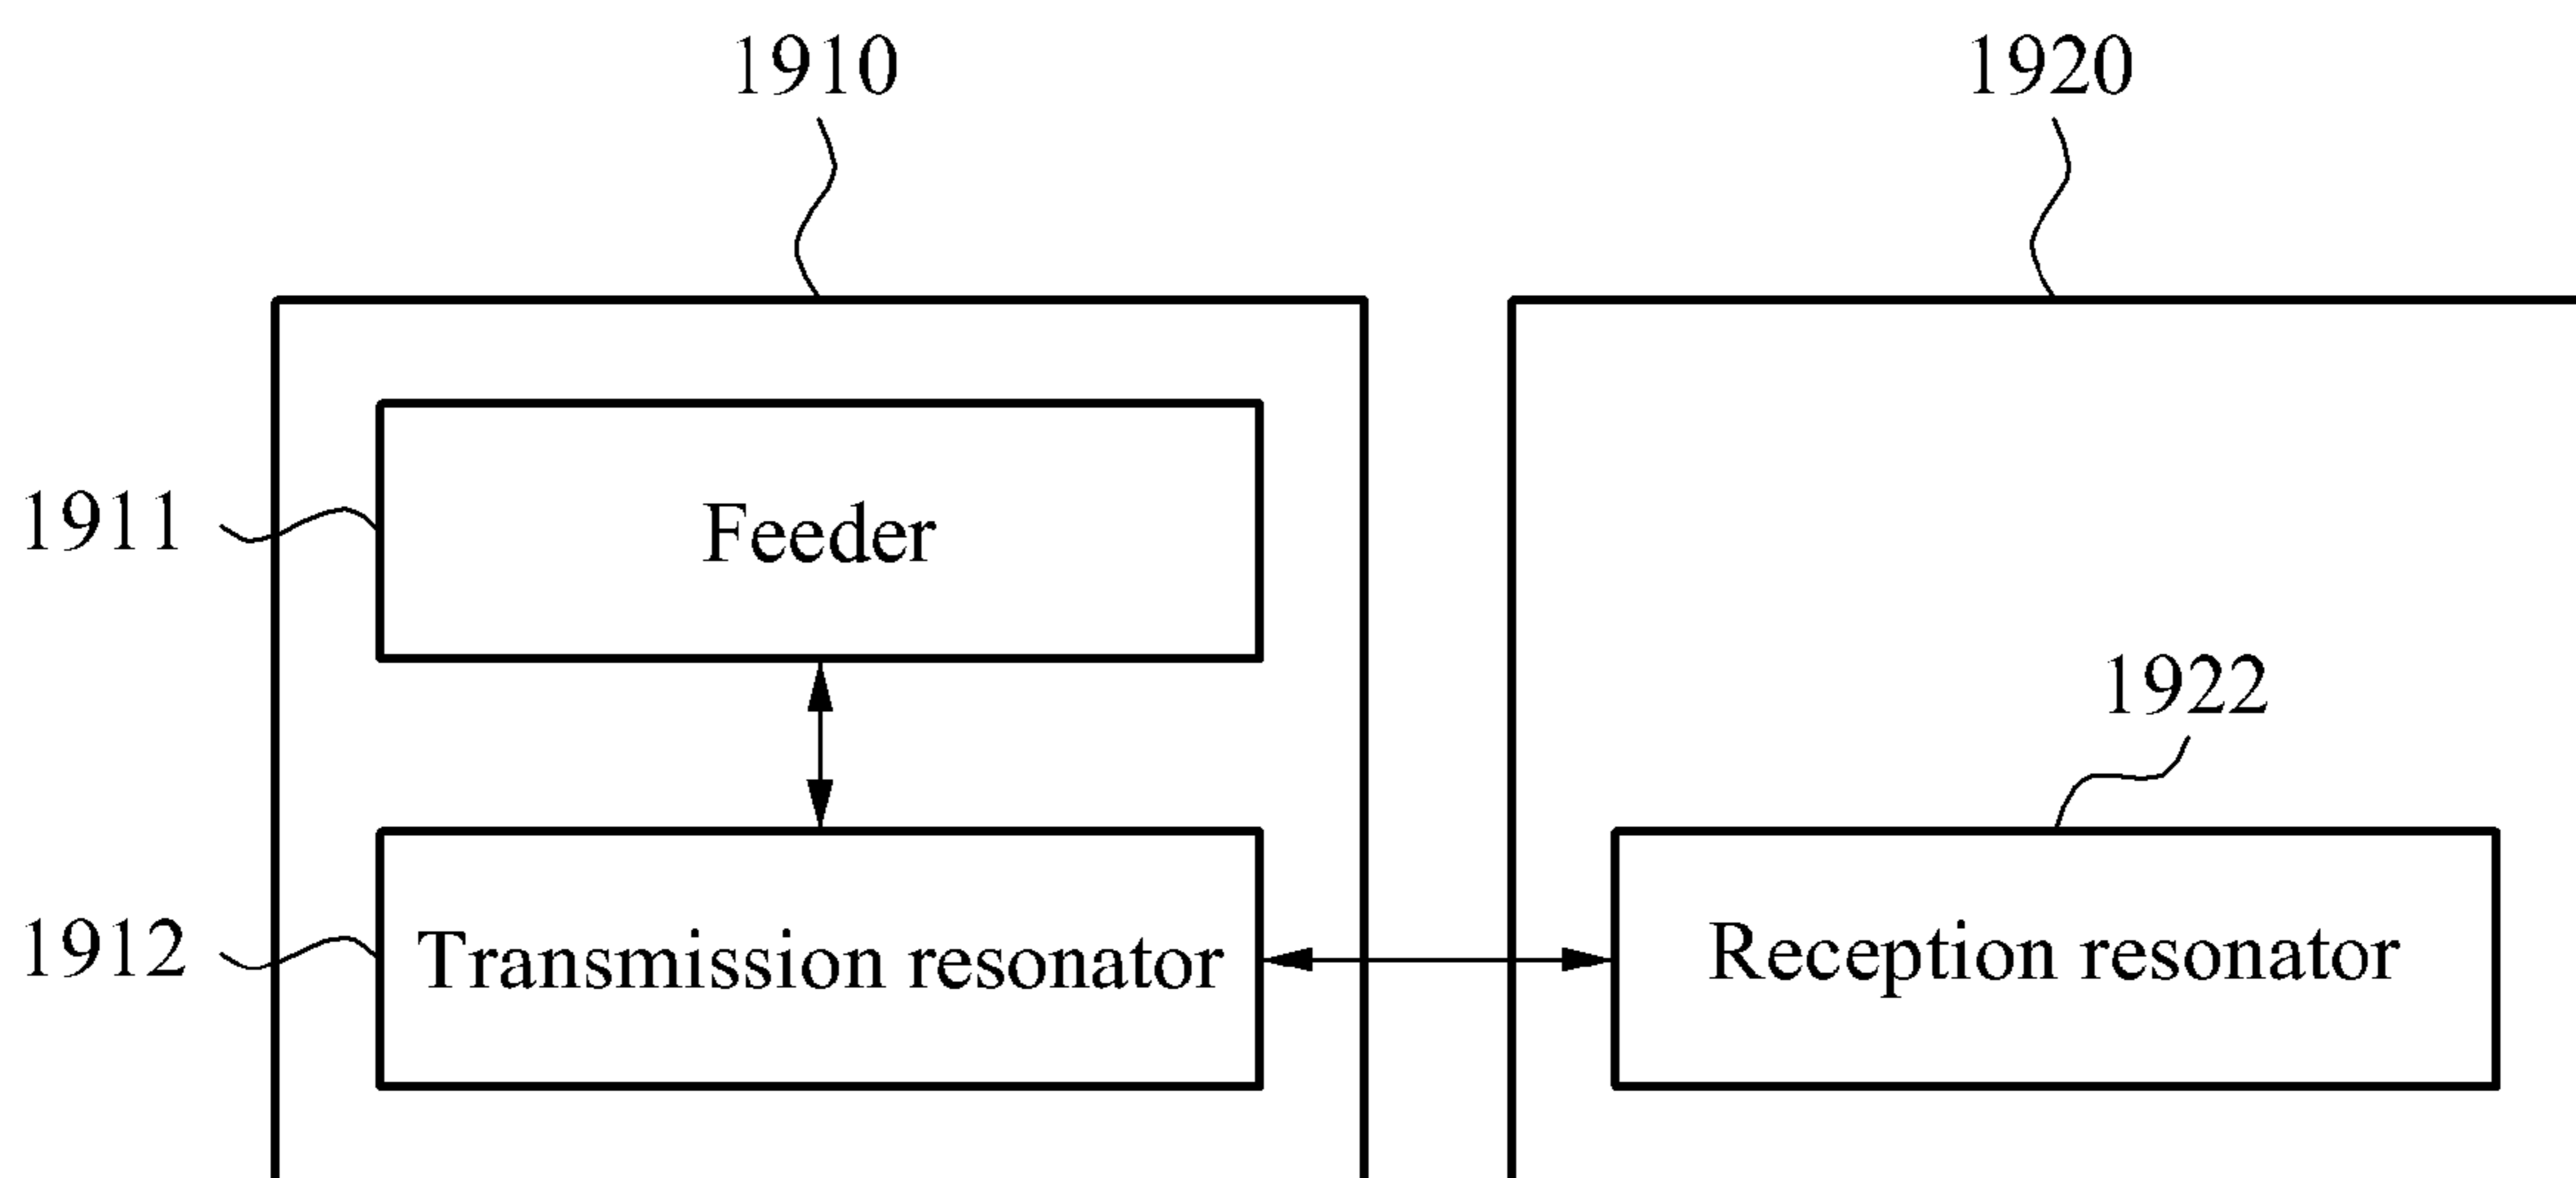 1910
1920
1911
Feeder
1922
1912
Transmission resonator
Reception resonator